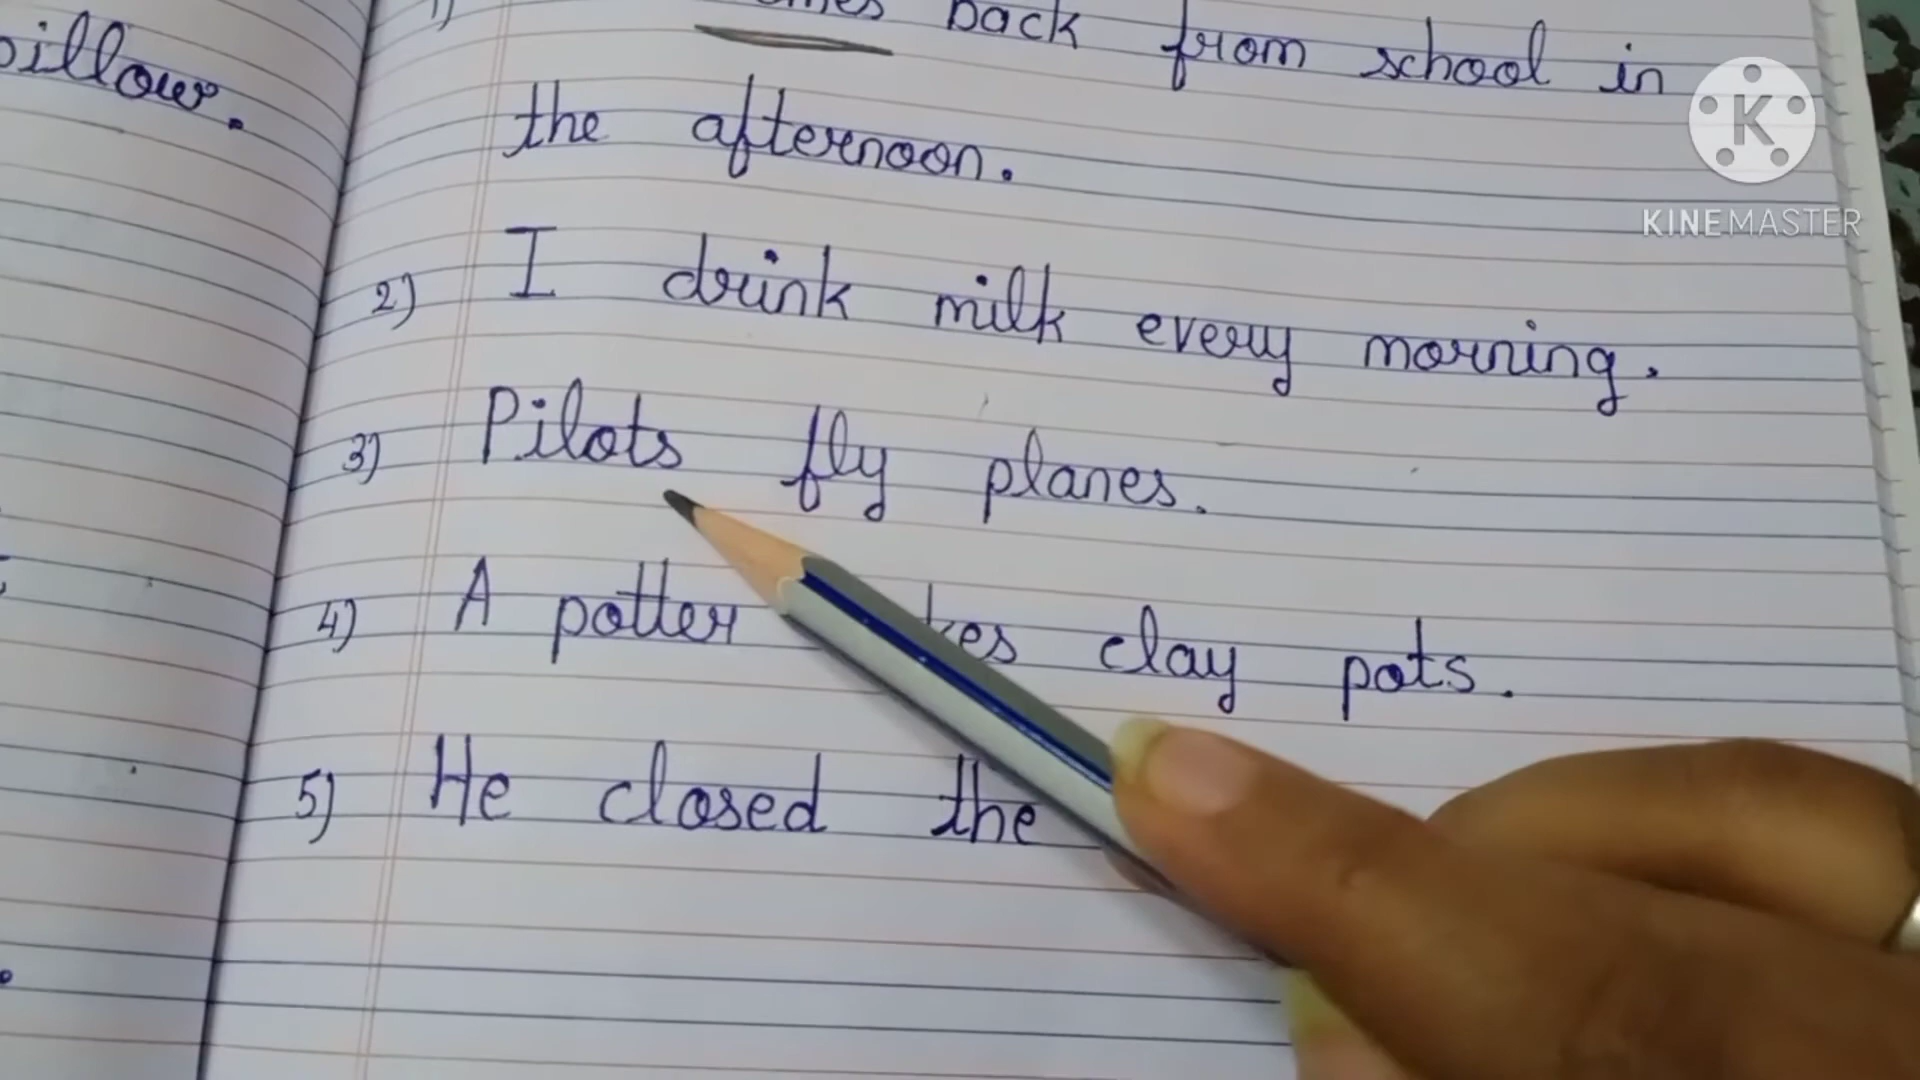 pillow.
1) back from school in
the afternoon.
2) I drink milk every morning.
3) Pilots fly planes.
4) A potter clay pots.
5) He closed the
K
KINEMASTER